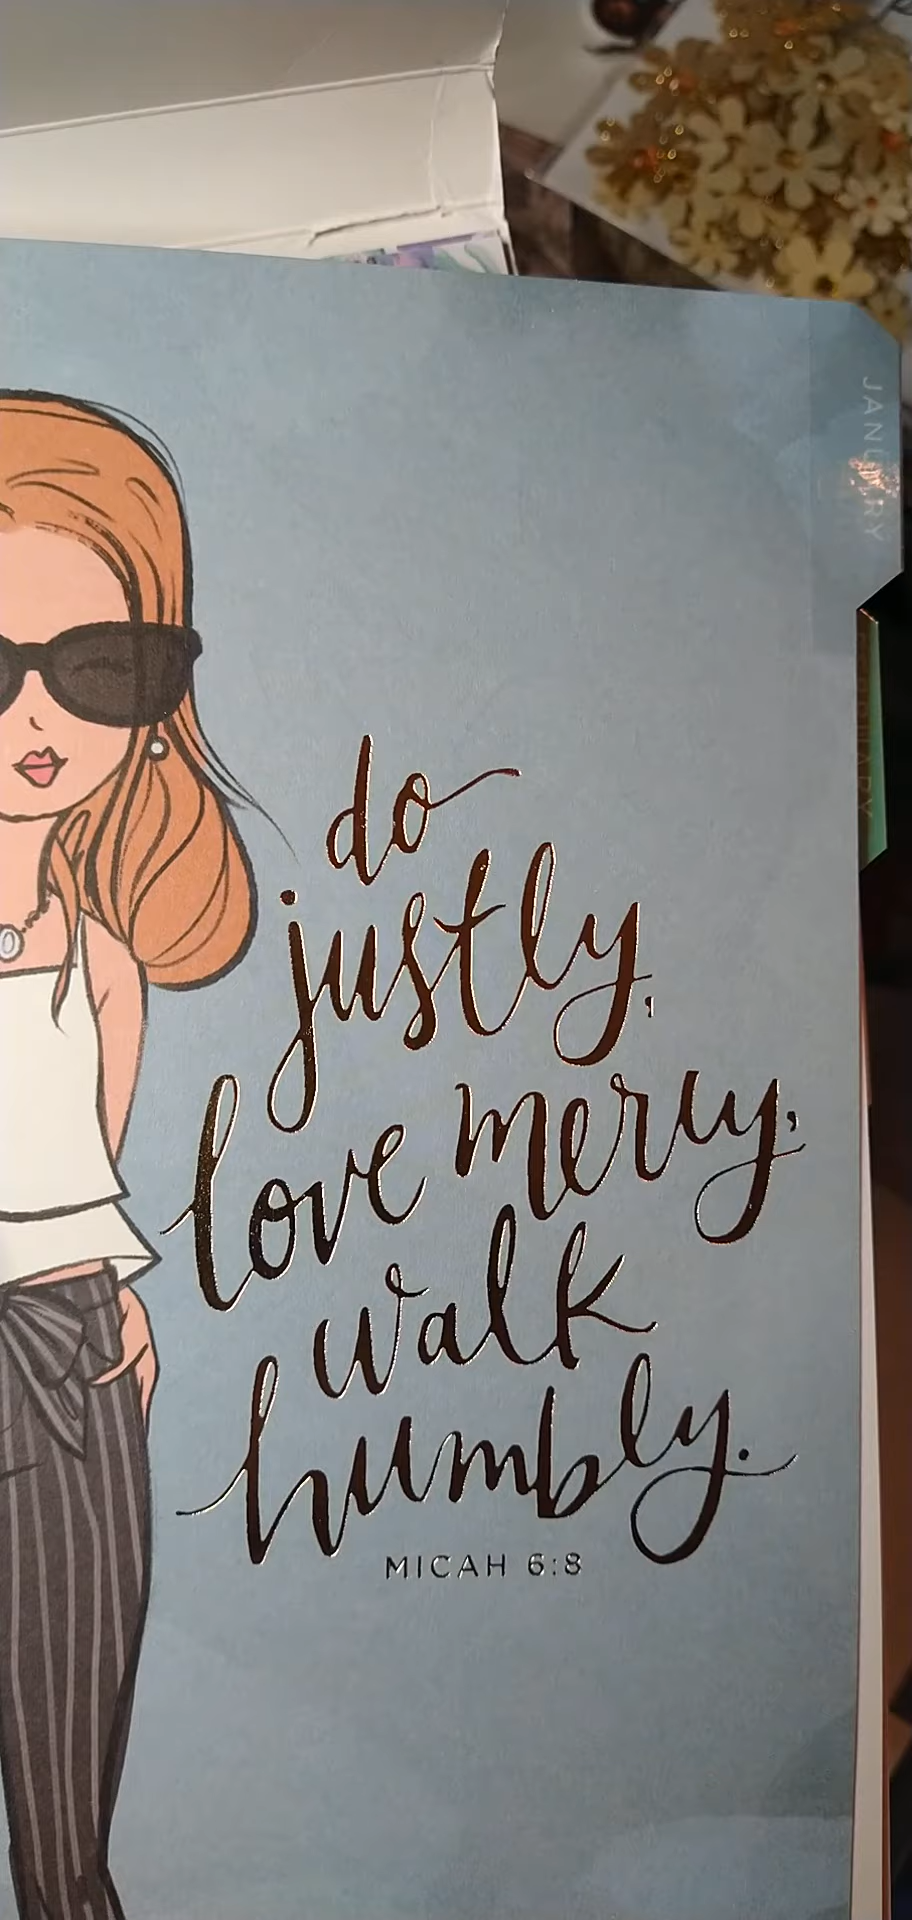 JANUARY
do
justly,
love mercy,
walk
humbly.
MICAH 6:8